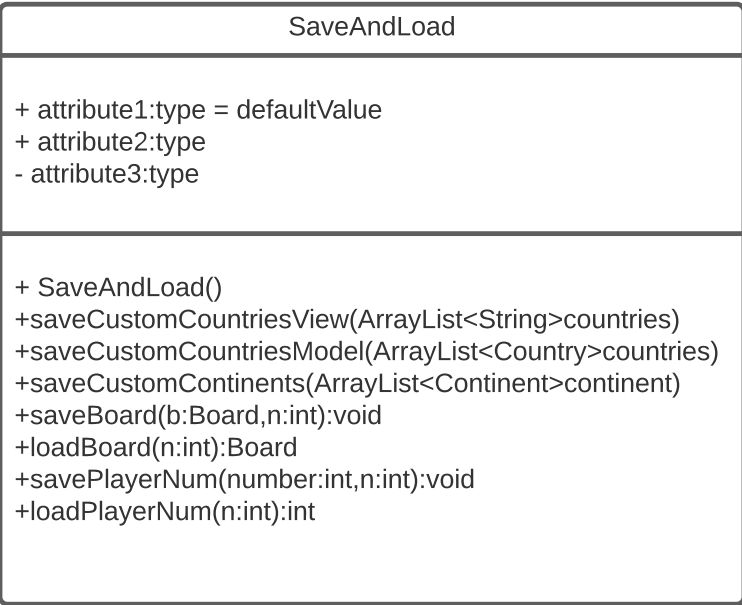 SaveAndLoad
+ attribute1:type = defaultValue
+ attribute2:type
- attribute3:type
+ SaveAndLoad()
+saveCustomCountriesView(ArrayList<String>countries)
+saveCustomCountriesModel(ArrayList<Country>countries)
+saveCustomContinents(ArrayList<Continent>continent)
+saveBoard(b:Board,n:int):void
+loadBoard(n:int):Board
+savePlayerNum(number:int,n:int):void
+loadPlayerNum(n:int):int